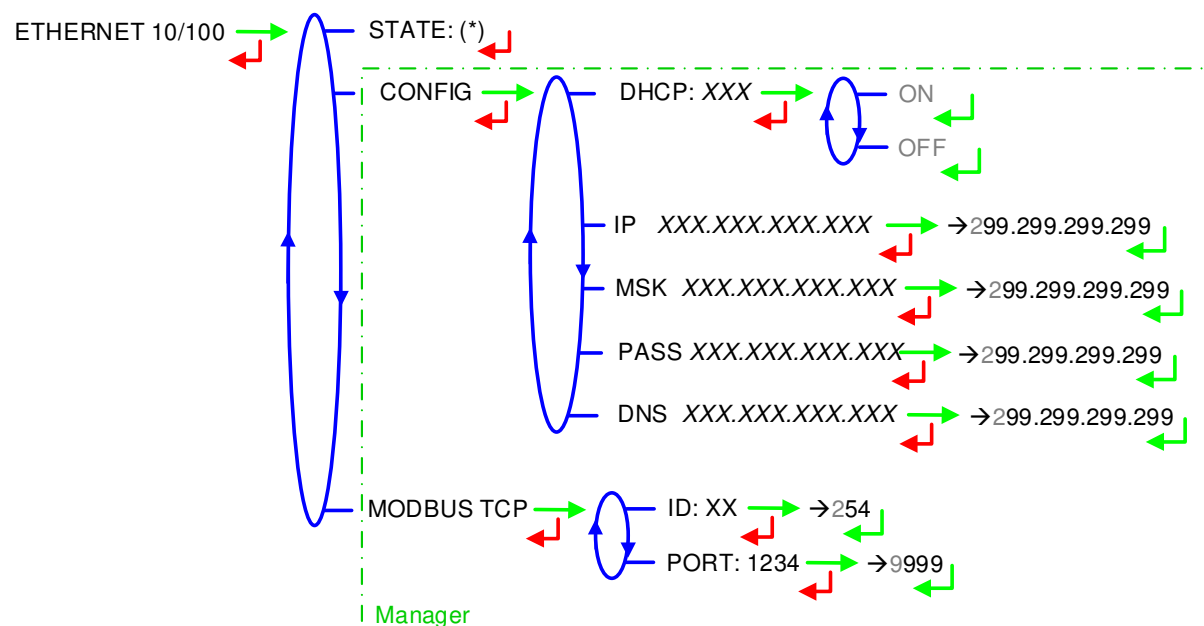 ETHERNET 10/100
STATE: (*)
CONFIG
DHCP: XXX
ON
OFF
IP XXX.XXX.XXX.XXX →299.299.299.299
MSK XXX.XXX.XXX.XXX →299.299.299.299
PASS XXX.XXX.XXX.XXX →299.299.299.299
DNS XXX.XXX.XXX.XXX →299.299.299.299
MODBUS TCP
ID: XX →254
PORT: 1234 →9999
Manager